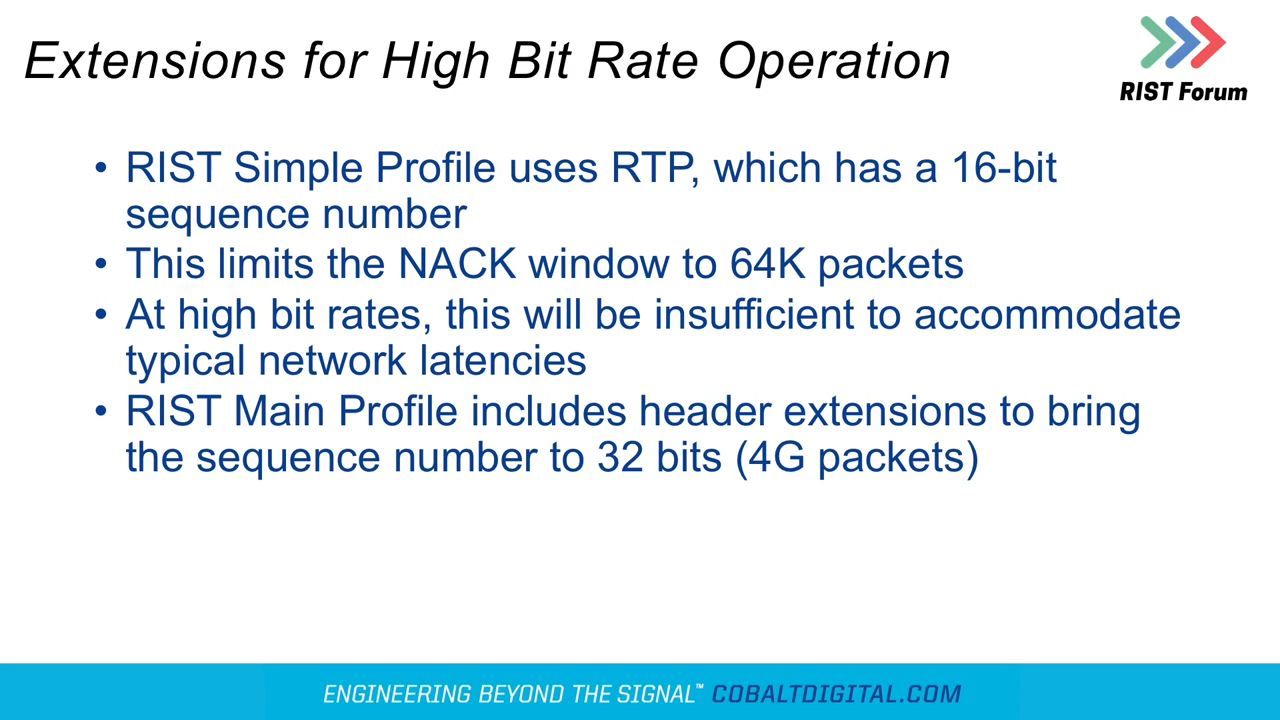 Extensions for High Bit Rate Operation
RIST Forum
• RIST Simple Profile uses RTP, which has a 16-bit
sequence number
• This limits the NACK window to 64K packets
• At high bit rates, this will be insufficient to accommodate
typical network latencies
• RIST Main Profile includes header extensions to bring
the sequence number to 32 bits (4G packets)
ENGINEERING BEYOND THE SIGNAL™ COBALTDIGITAL.COM